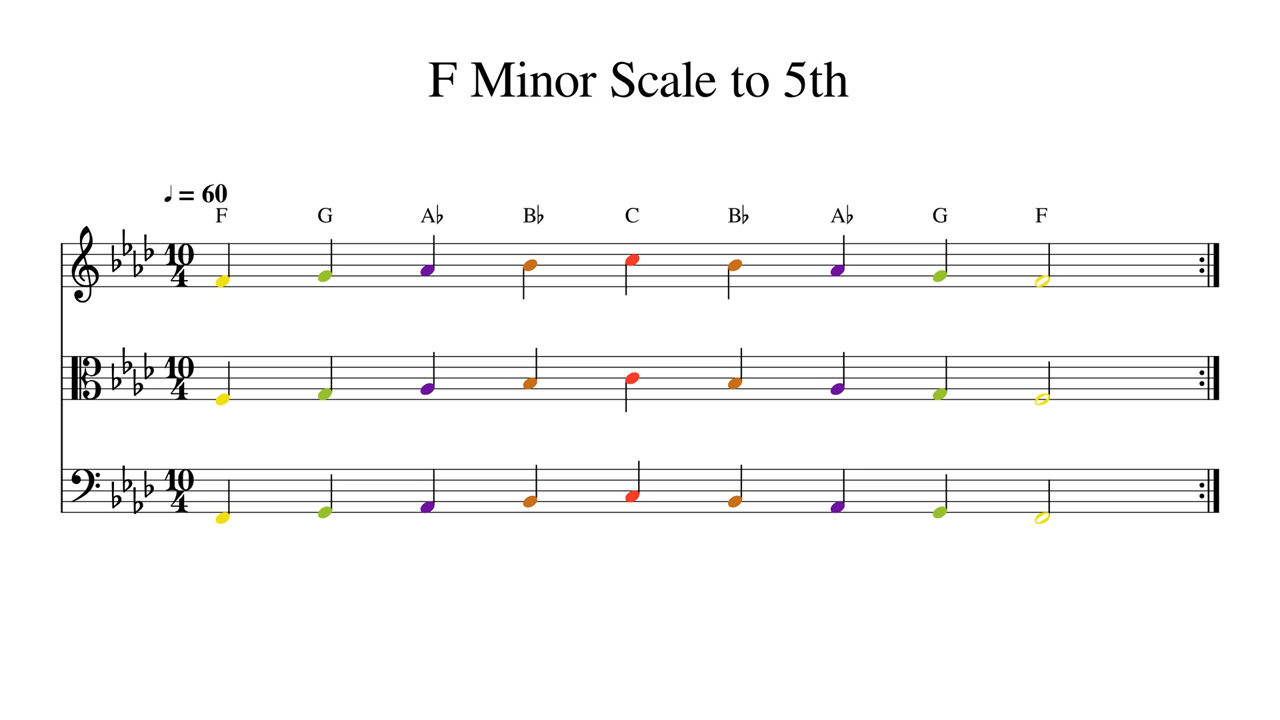 F Minor Scale to 5th
♩ = 60
F G A♭ B♭ C B♭ A♭ G F
10
4
10
4
10
4